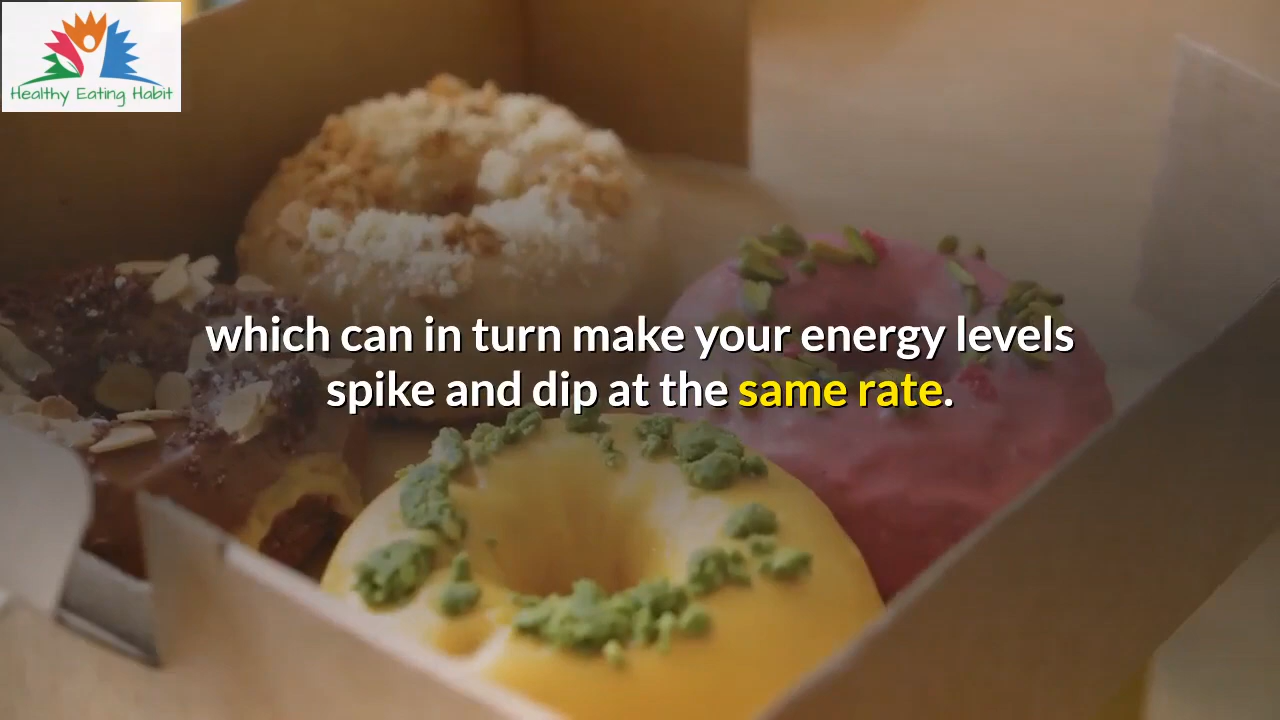 Healthy Eating Habit
which can in turn make your energy levels
spike and dip at the same rate.